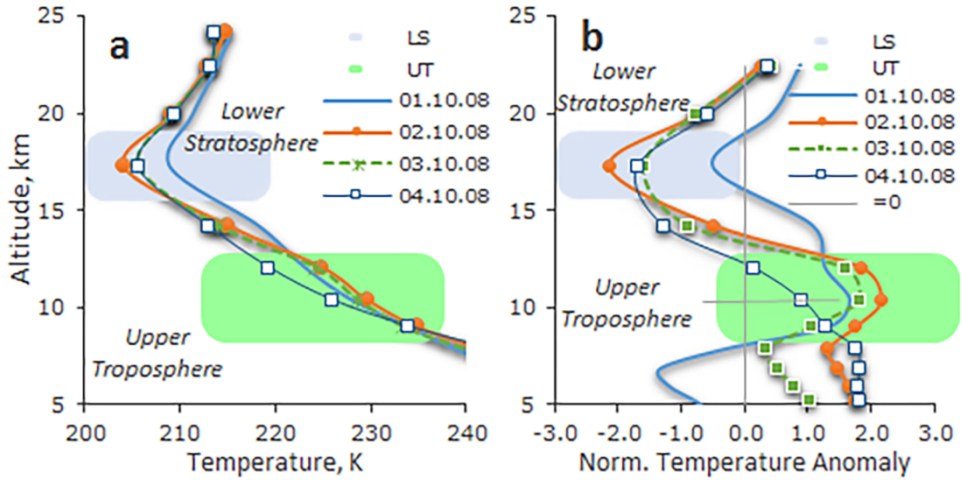 a
Altitude, km
25
20
15
10
5
200
210
220
230
240
Temperature, K
LS
UT
01.10.08
02.10.08
03.10.08
04.10.08
Lower
Stratosphere
Upper
Troposphere
b
25
20
15
10
5
-3.0
-2.0
-1.0
0.0
1.0
2.0
3.0
Norm. Temperature Anomaly
LS
UT
01.10.08
02.10.08
03.10.08
04.10.08
=0
Lower
Stratosphere
Upper
Troposphere